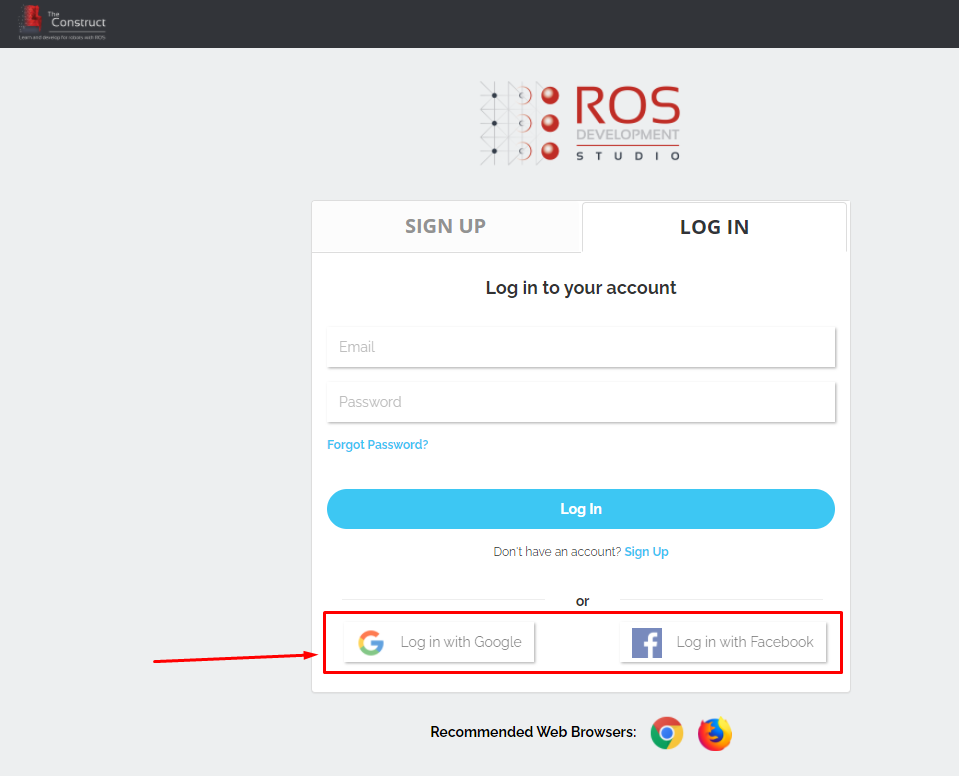 The
Construct
Learn and develop for robots with ROS
ROS
DEVELOPMENT
STUDIO
SIGN UP
LOG IN
Log in to your account
Email
Password
Forgot Password?
Log In
Don't have an account? Sign Up
or
Log in with Google
Log in with Facebook
Recommended Web Browsers: